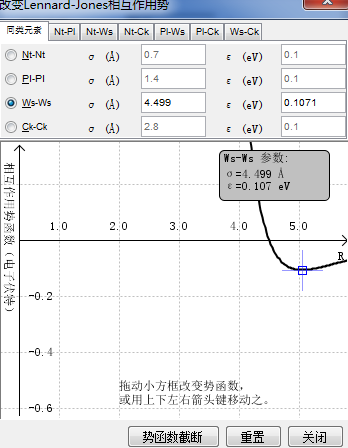 改变Lennard-Jones相互作用势
同类元素 Nt-Pl Nt-Ws Nt-Ck Pl-Ws Pl-Ck Ws-Ck
Nt-Nt σ (Å) 0.7 ε (eV) 0.1
Pl-Pl σ (Å) 1.4 ε (eV) 0.1
Ws-Ws σ (Å) 4.499 ε (eV) 0.1071
Ck-Ck σ (Å) 2.8 ε (eV) 0.1
Ws-Ws 参数:
σ=4.499 Å
ε=0.107 eV
相互作用势函数(电子伏特)
1.0 2.0 3.0 4.0 5.0
R
-0.2
-0.4
-0.6
拖动小方框改变势函数，
或用上下左右箭头键移动之。
势函数截断 重置 关闭